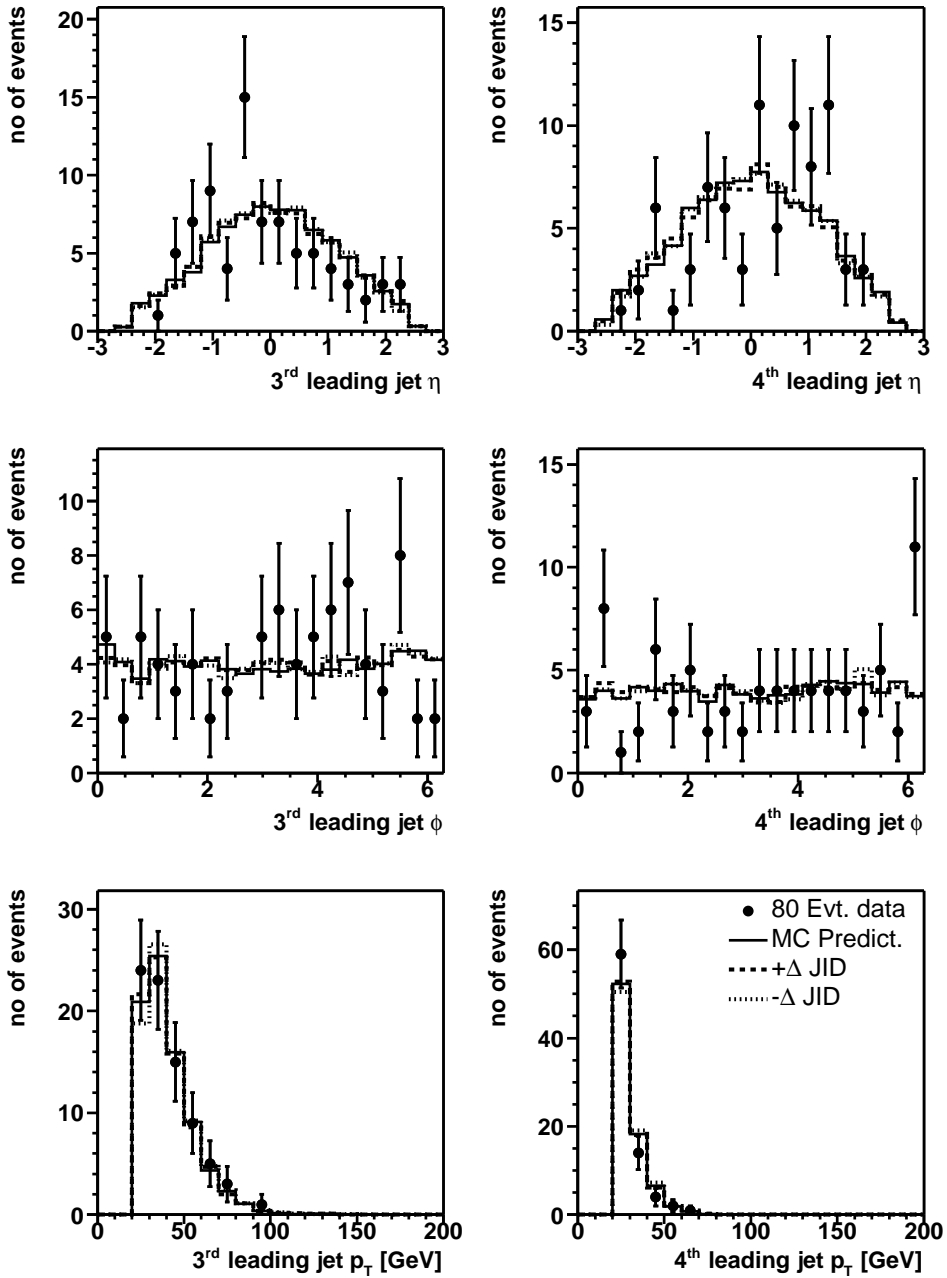 no of events
20
15
10
5
0
-3 -2 -1 0 1 2 3
3rd leading jet η
no of events
15
10
5
0
-3 -2 -1 0 1 2 3
4th leading jet η
no of events
10
8
6
4
2
0
0 2 4 6
3rd leading jet ϕ
no of events
15
10
5
0
0 2 4 6
4th leading jet ϕ
no of events
30
20
10
0
0 50 100 150 200
3rd leading jet pT [GeV]
no of events
60
40
20
0
80 Evt. data
MC Predict.
+Δ JID
-Δ JID
0 50 100 150 200
4th leading jet pT [GeV]